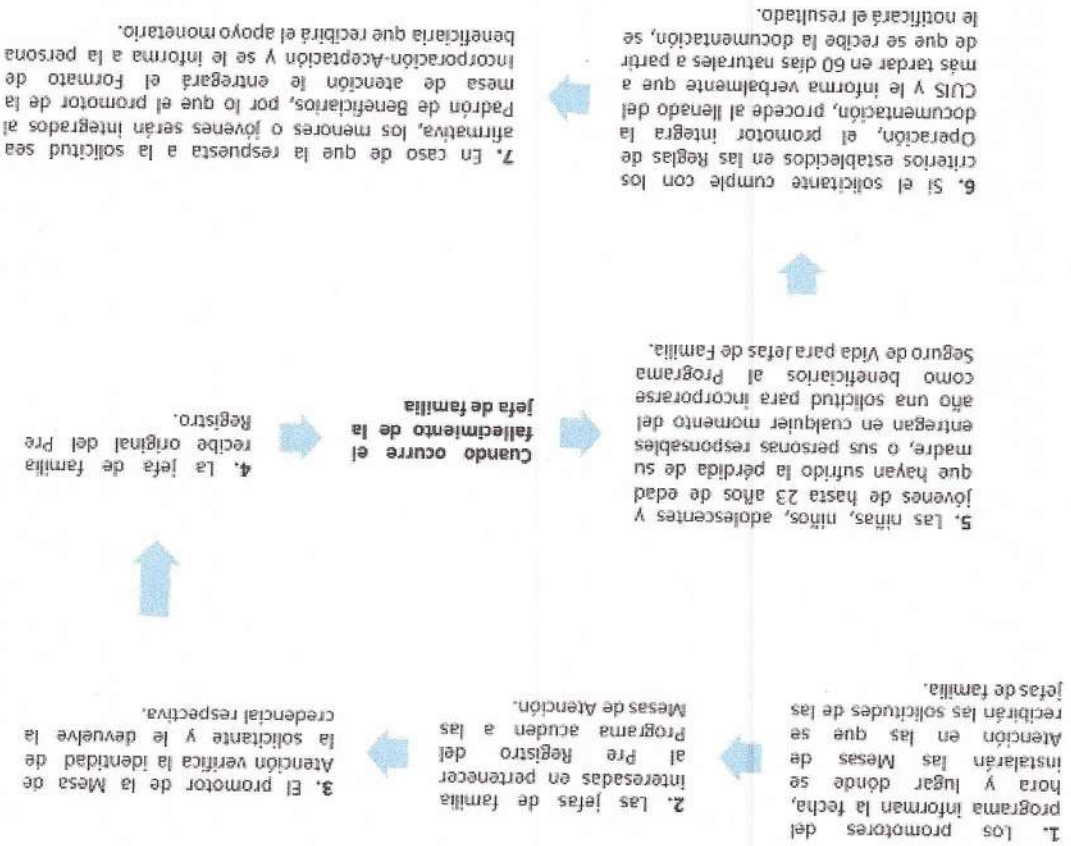 1. Los promotores del
programa informan la fecha,
hora y lugar dónde se
instalarán las Mesas de
Atención en las que se
recibirán las solicitudes de las
jefas de familia.
2. Las jefas de familia
interesadas en pertenecer
al Pre Registro del
Programa acuden a las
Mesas de Atención.
3. El promotor de la Mesa de
Atención verifica la identidad de
la solicitante y le devuelve la
credencial respectiva.
4. La jefa de familia
recibe original del Pre
Registro.
Cuando ocurre el
fallecimiento de la
jefa de familia
5. Las niñas, niños, adolescentes y
jóvenes de hasta 23 años de edad
que hayan sufrido la pérdida de su
madre, o sus personas responsables
entregan en cualquier momento del
año una solicitud para incorporarse
como beneficiarios al Programa
Seguro de Vida para Jefas de Familia.
6. Si el solicitante cumple con los
criterios establecidos en las Reglas de
Operación, el promotor integra la
documentación, procede al llenado del
CUIS y le informa verbalmente que a
más tardar en 60 días naturales a partir
de que se recibe la documentación, se
le notificará el resultado.
7. En caso de que la respuesta a la solicitud sea
afirmativa, los menores o jóvenes serán integrados al
Padrón de Beneficiarios, por lo que el promotor de la
mesa de atención le entregará el Formato de
Incorporación-Aceptación y se le informa a la persona
beneficiaria que recibirá el apoyo monetario.